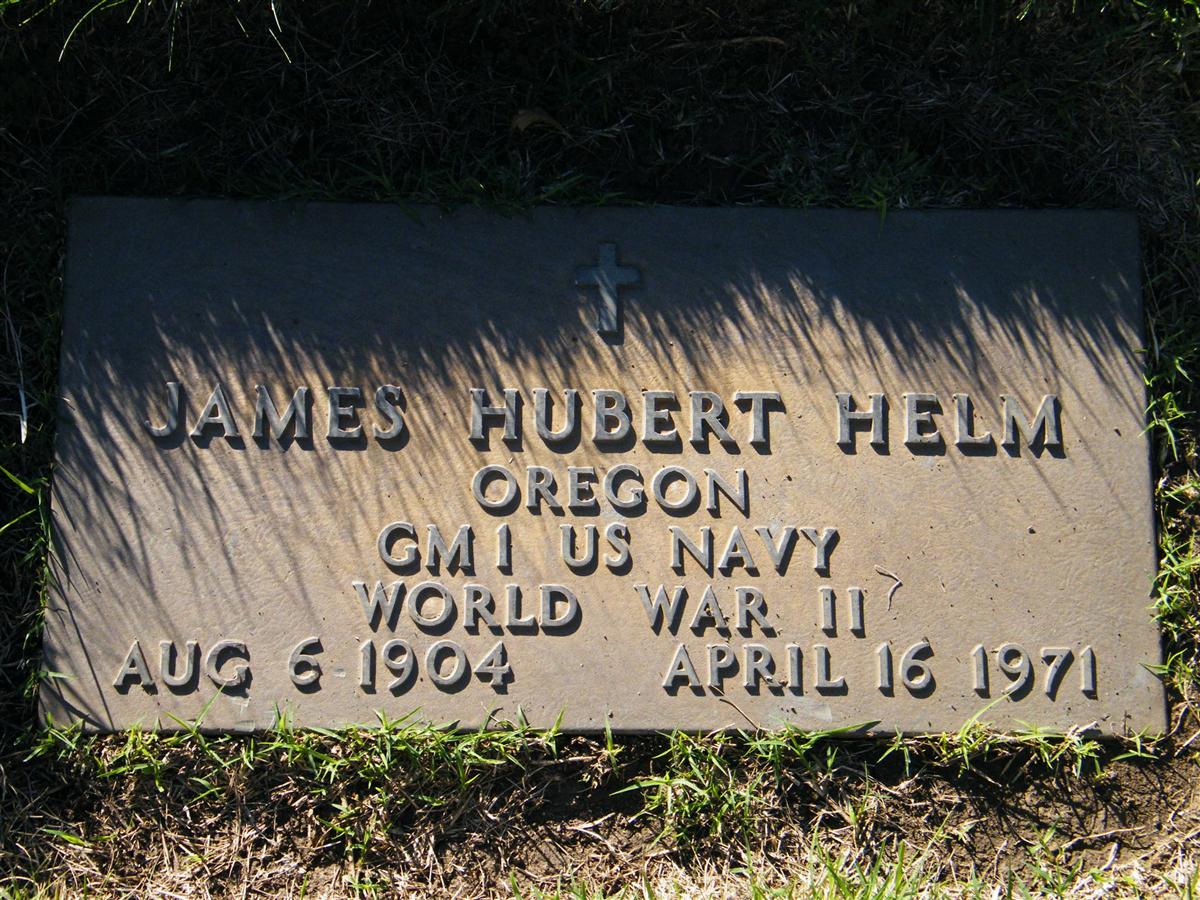 JAMES HUBERT HELM
OREGON
GM1 US NAVY
WORLD WAR II
AUG 6 1904 APRIL 16 1971